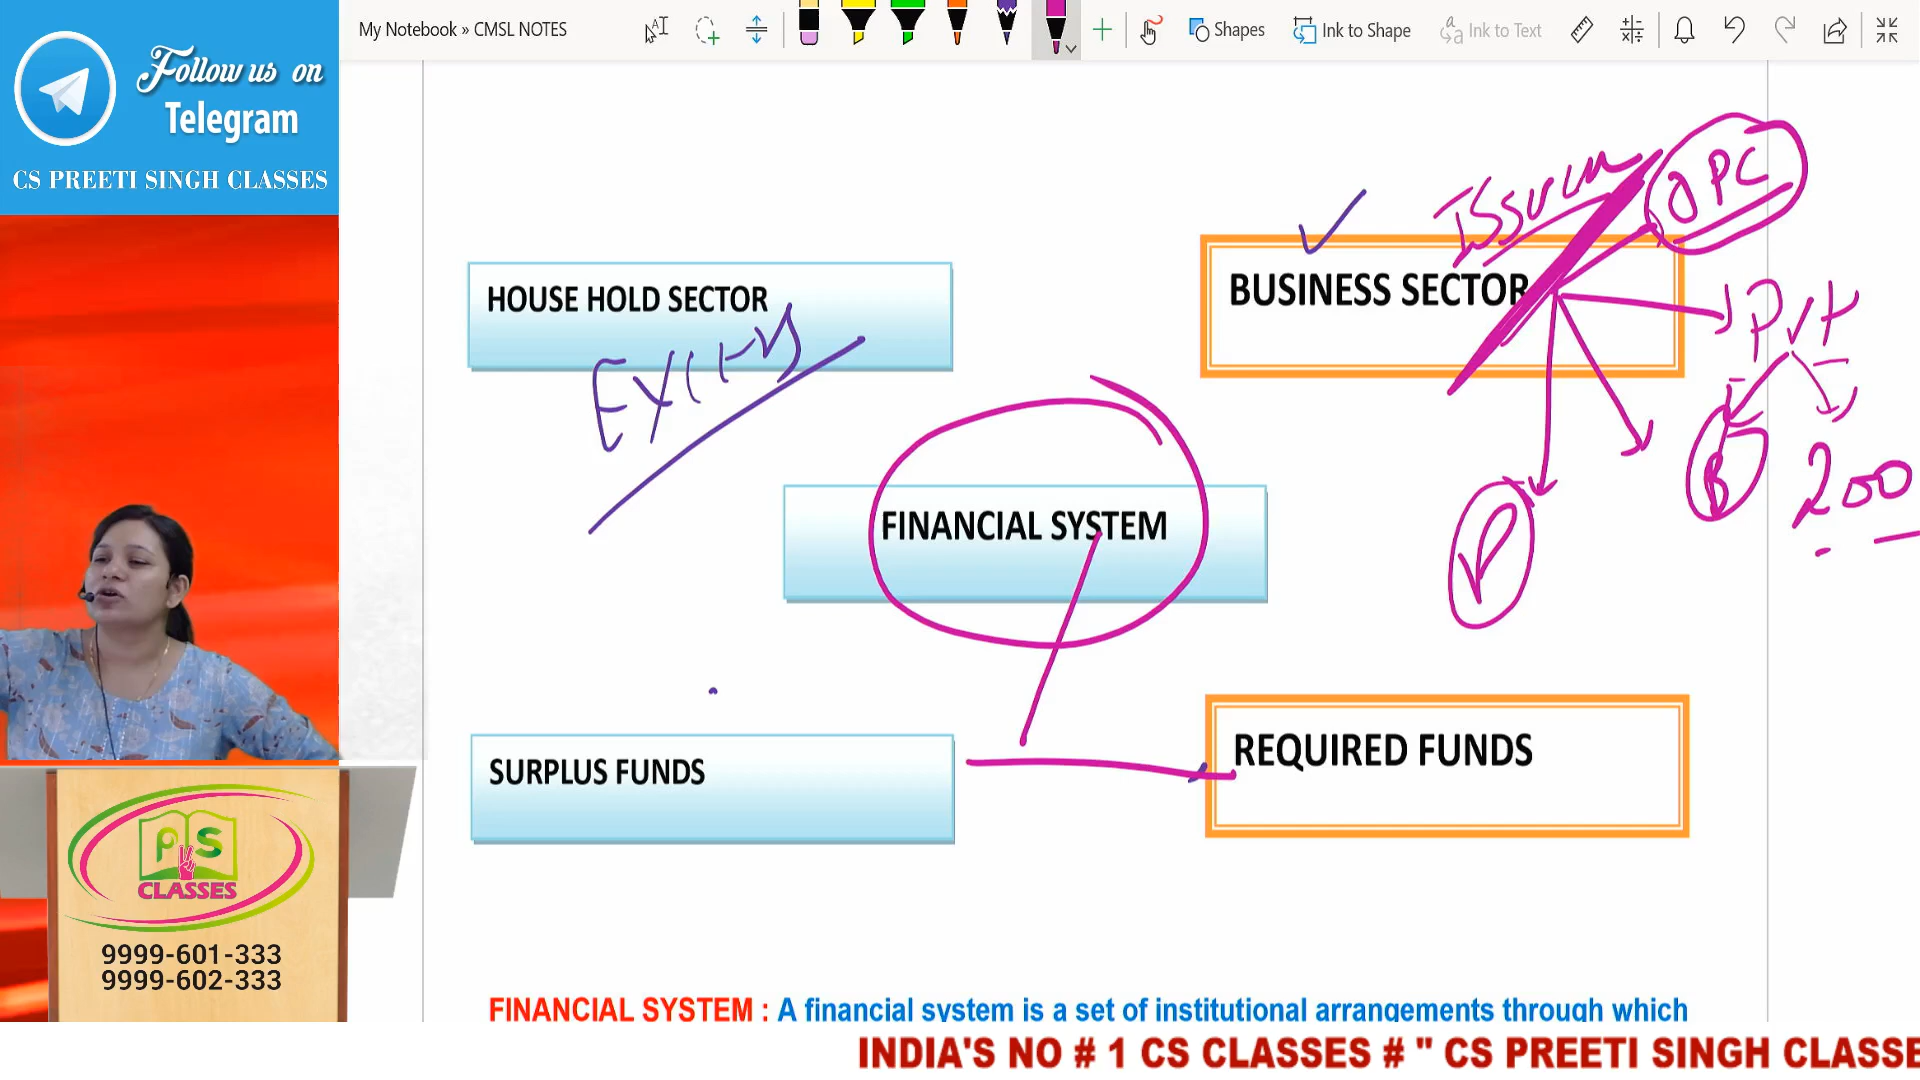 My Notebook » CMSL NOTES
Shapes
Ink to Shape
Ink to Text
Follow us on
Telegram
CS PREETI SINGH CLASSES
OPC
HOUSE HOLD SECTOR
BUSINESS SECTOR
Pvt
B
200
FINANCIAL SYSTEM
P
SURPLUS FUNDS
REQUIRED FUNDS
PS
CLASSES
9999-601-333
9999-602-333
FINANCIAL SYSTEM : A financial system is a set of institutional arrangements through which
INDIA'S NO # 1 CS CLASSES # " CS PREETI SINGH CLASSE